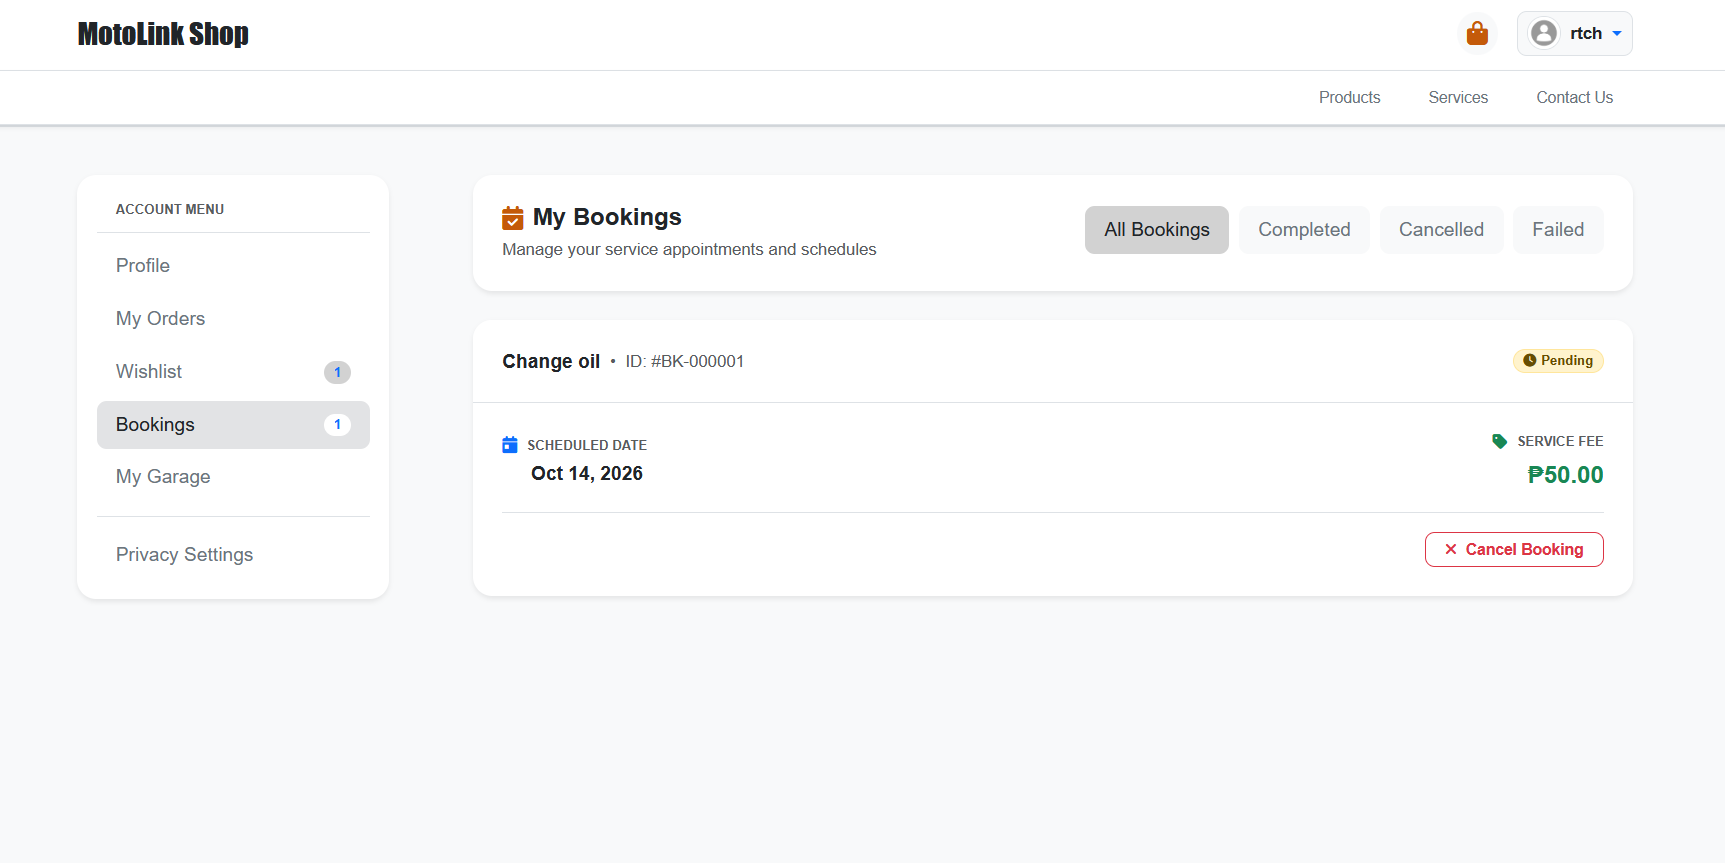 MotoLink Shop
rtch
Products Services Contact Us
ACCOUNT MENU
Profile
My Orders
Wishlist 1
Bookings 1
My Garage
Privacy Settings
My Bookings
Manage your service appointments and schedules
All Bookings Completed Cancelled Failed
Change oil • ID: #BK-000001
Pending
SCHEDULED DATE
Oct 14, 2026
SERVICE FEE
₱50.00
Cancel Booking